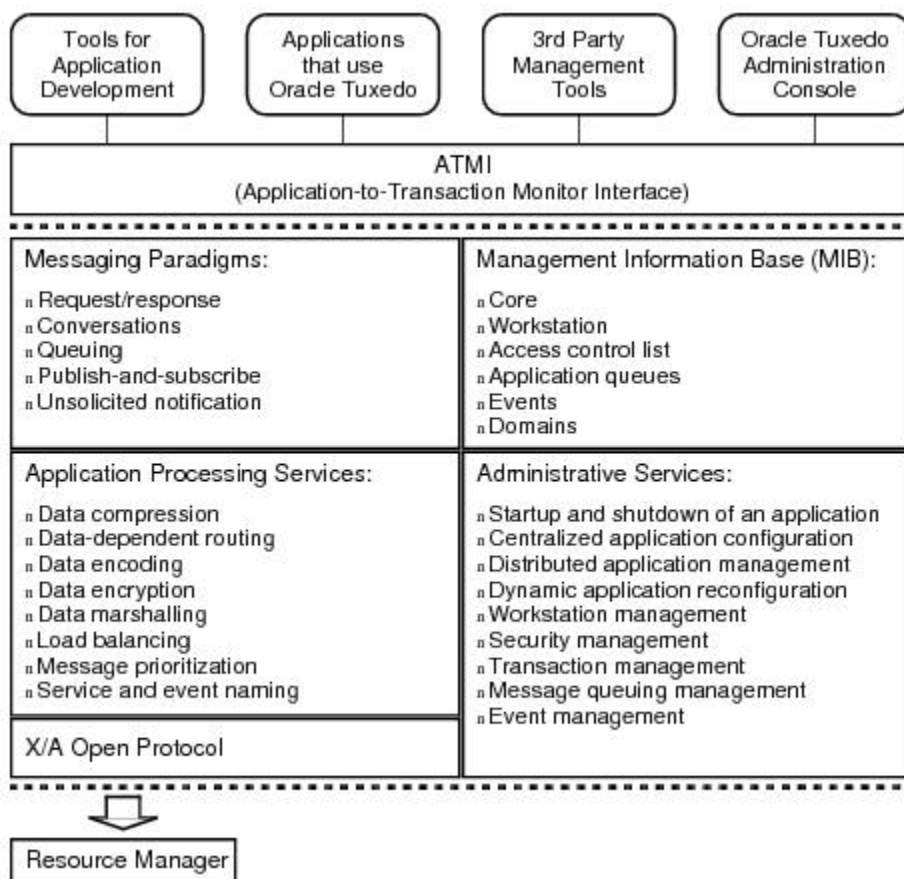 Tools for
Application
Development
Applications
that use
Oracle Tuxedo
3rd Party
Management
Tools
Oracle Tuxedo
Administration
Console
ATMI
(Application-to-Transaction Monitor Interface)
Messaging Paradigms:
n Request/response
n Conversations
n Queuing
n Publish-and-subscribe
n Unsolicited notification
Management Information Base (MIB):
n Core
n Workstation
n Access control list
n Application queues
n Events
n Domains
Application Processing Services:
n Data compression
n Data-dependent routing
n Data encoding
n Data encryption
n Data marshalling
n Load balancing
n Message prioritization
n Service and event naming
Administrative Services:
n Startup and shutdown of an application
n Centralized application configuration
n Distributed application management
n Dynamic application reconfiguration
n Workstation management
n Security management
n Transaction management
n Message queuing management
n Event management
X/A Open Protocol
Resource Manager